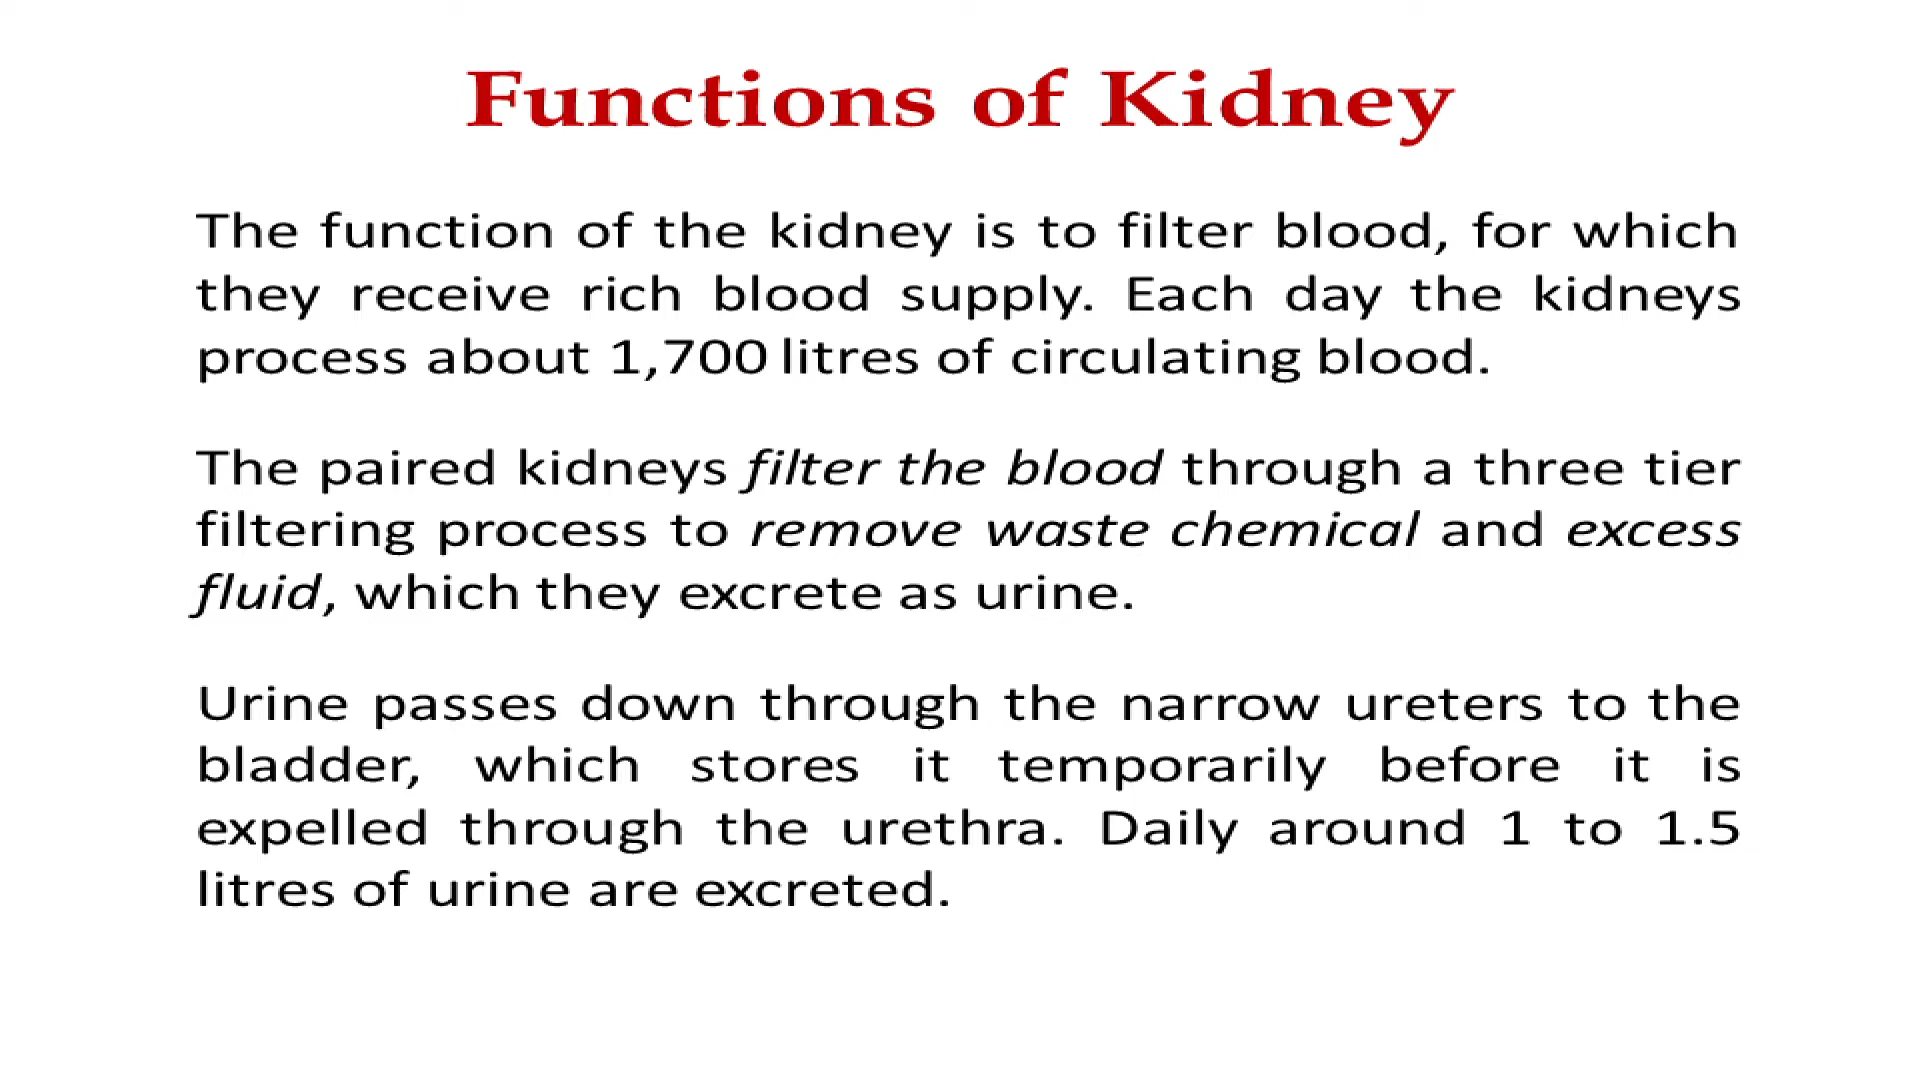 Functions of Kidney
The function of the kidney is to filter blood, for which
they receive rich blood supply. Each day the kidneys
process about 1,700 litres of circulating blood.
The paired kidneys filter the blood through a three tier
filtering process to remove waste chemical and excess
fluid, which they excrete as urine.
Urine passes down through the narrow ureters to the
bladder, which stores it temporarily before it is
expelled through the urethra. Daily around 1 to 1.5
litres of urine are excreted.